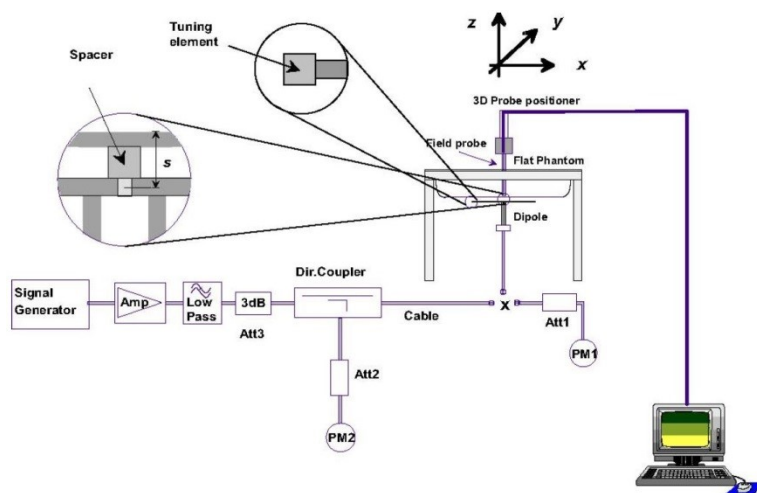 Tuning
element
z
y
x
Spacer
3D Probe positioner
s
Field probe
Flat Phantom
Dipole
Dir.Coupler
Signal
Generator
Amp
Low
Pass
3dB
Att3
Cable
x
Att1
PM1
Att2
PM2